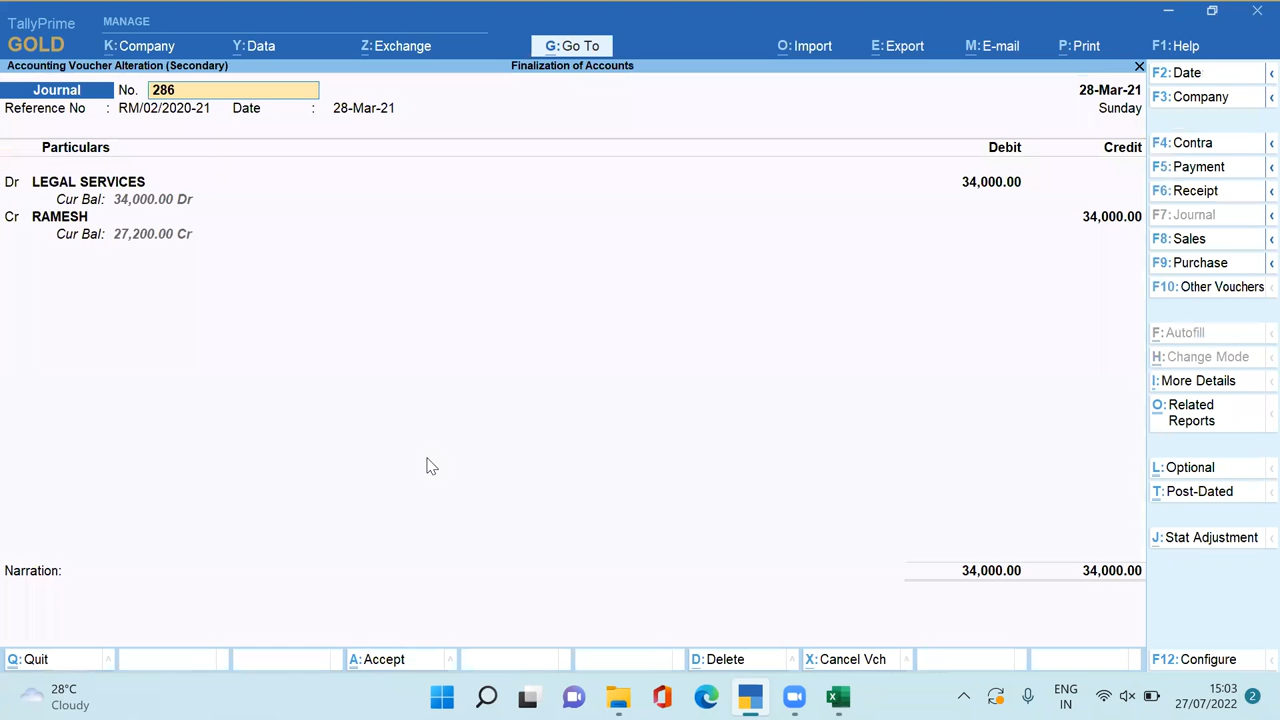 TallyPrime
GOLD
MANAGE
K:Company
Y:Data
Z:Exchange
G:Go To
O:Import
E:Export
M:E-mail
P:Print
F1:Help
Accounting Voucher Alteration (Secondary)
Finalization of Accounts
Journal
No.
286
28-Mar-21
Reference No : RM/02/2020-21
Date : 28-Mar-21
Sunday
Particulars
Debit
Credit
Dr LEGAL SERVICES 34,000.00
Cur Bal: 34,000.00 Dr
Cr RAMESH 34,000.00
Cur Bal: 27,200.00 Cr
Narration:
34,000.00
34,000.00
F2:Date
F3:Company
F4:Contra
F5:Payment
F6:Receipt
F7:Journal
F8:Sales
F9:Purchase
F10:Other Vouchers
F:Autofill
H:Change Mode
I:More Details
O:Related
Reports
L:Optional
T:Post-Dated
J:Stat Adjustment
Q:Quit
A:Accept
D:Delete
X:Cancel Vch
F12:Configure
28°C
Cloudy
ENG
IN
15:03
27/07/2022
2